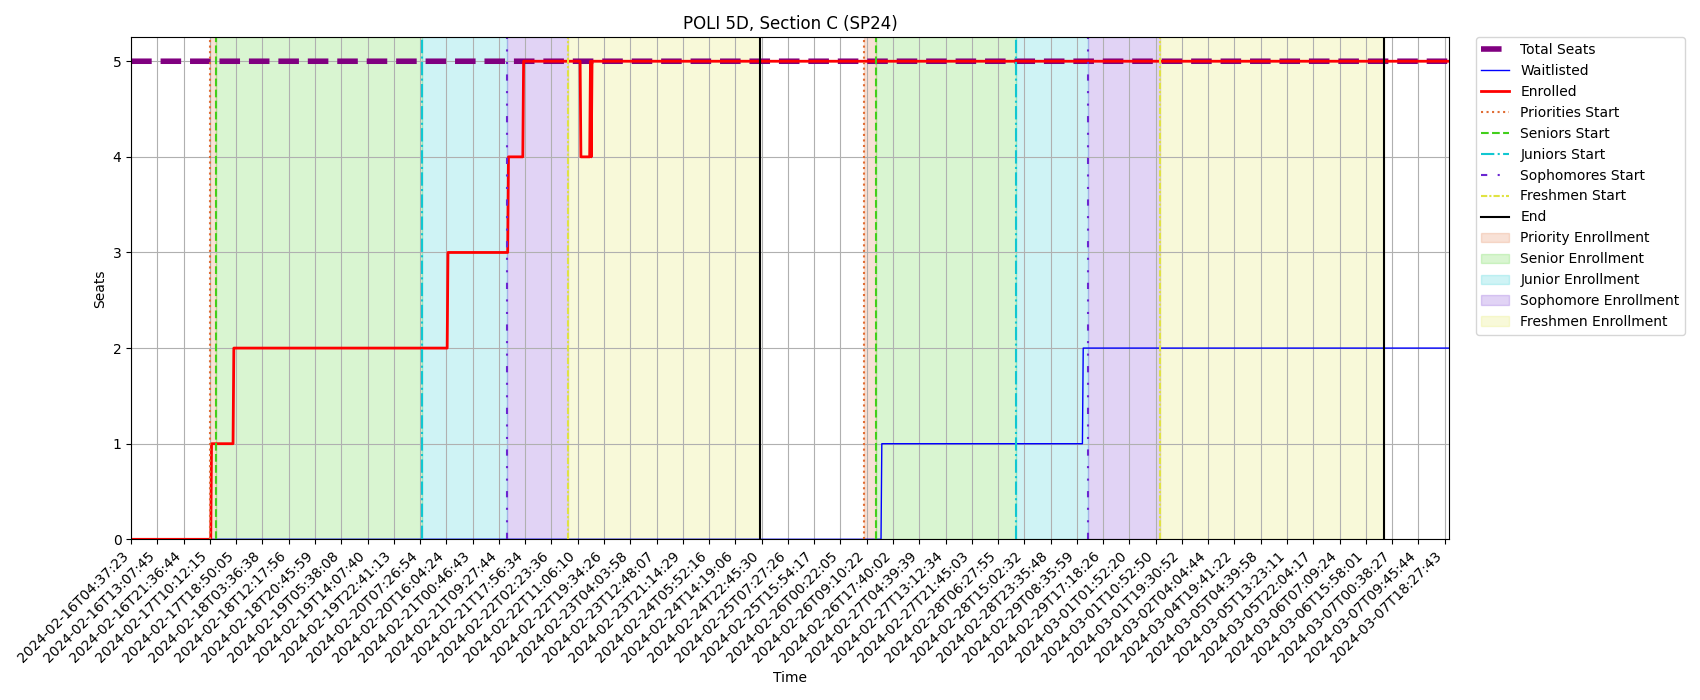 POLI 5D, Section C (SP24)
Seats
5
4
3
2
1
0
2024-02-16T04:37:23
2024-02-16T13:07:45
2024-02-16T21:36:44
2024-02-17T10:12:15
2024-02-17T18:50:05
2024-02-18T03:36:38
2024-02-18T12:17:56
2024-02-18T20:45:59
2024-02-19T05:38:08
2024-02-19T14:07:40
2024-02-19T22:41:13
2024-02-20T07:26:54
2024-02-20T16:04:24
2024-02-21T00:46:43
2024-02-21T09:27:44
2024-02-21T17:56:34
2024-02-22T02:23:36
2024-02-22T11:06:10
2024-02-22T19:34:26
2024-02-23T04:03:58
2024-02-23T12:48:07
2024-02-23T21:14:29
2024-02-24T05:52:16
2024-02-24T14:19:06
2024-02-24T22:45:30
2024-02-25T07:27:26
2024-02-25T15:54:17
2024-02-26T00:22:05
2024-02-26T09:10:22
2024-02-26T17:40:02
2024-02-27T04:39:39
2024-02-27T13:12:34
2024-02-27T21:45:03
2024-02-28T06:27:55
2024-02-28T15:02:32
2024-02-28T23:35:48
2024-02-29T08:35:59
2024-02-29T17:18:26
2024-03-01T01:52:20
2024-03-01T10:52:50
2024-03-01T19:30:52
2024-03-02T04:04:44
2024-03-04T19:41:22
2024-03-05T04:39:58
2024-03-05T13:23:11
2024-03-05T22:04:17
2024-03-06T07:09:24
2024-03-06T15:58:01
2024-03-07T00:38:27
2024-03-07T09:45:44
2024-03-07T18:27:43
Time
Total Seats
Waitlisted
Enrolled
Priorities Start
Seniors Start
Juniors Start
Sophomores Start
Freshmen Start
End
Priority Enrollment
Senior Enrollment
Junior Enrollment
Sophomore Enrollment
Freshmen Enrollment